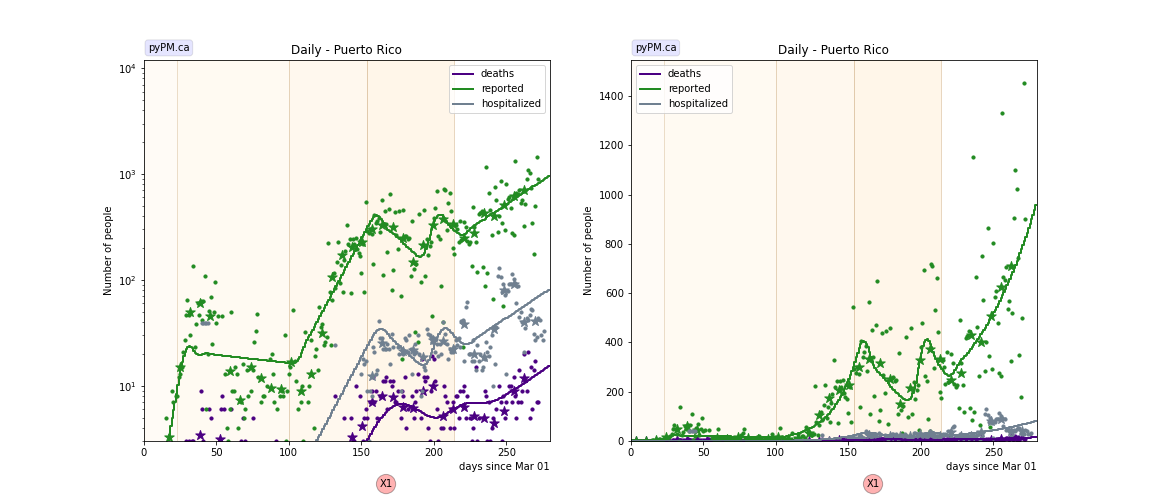 pyPM.ca
Daily - Puerto Rico
deaths
reported
hospitalized
10⁴
10³
10²
10¹
Number of people
0
50
100
150
200
250
days since Mar 01
X1
pyPM.ca
Daily - Puerto Rico
deaths
reported
hospitalized
1400
1200
1000
800
600
400
200
0
Number of people
0
50
100
150
200
250
days since Mar 01
X1